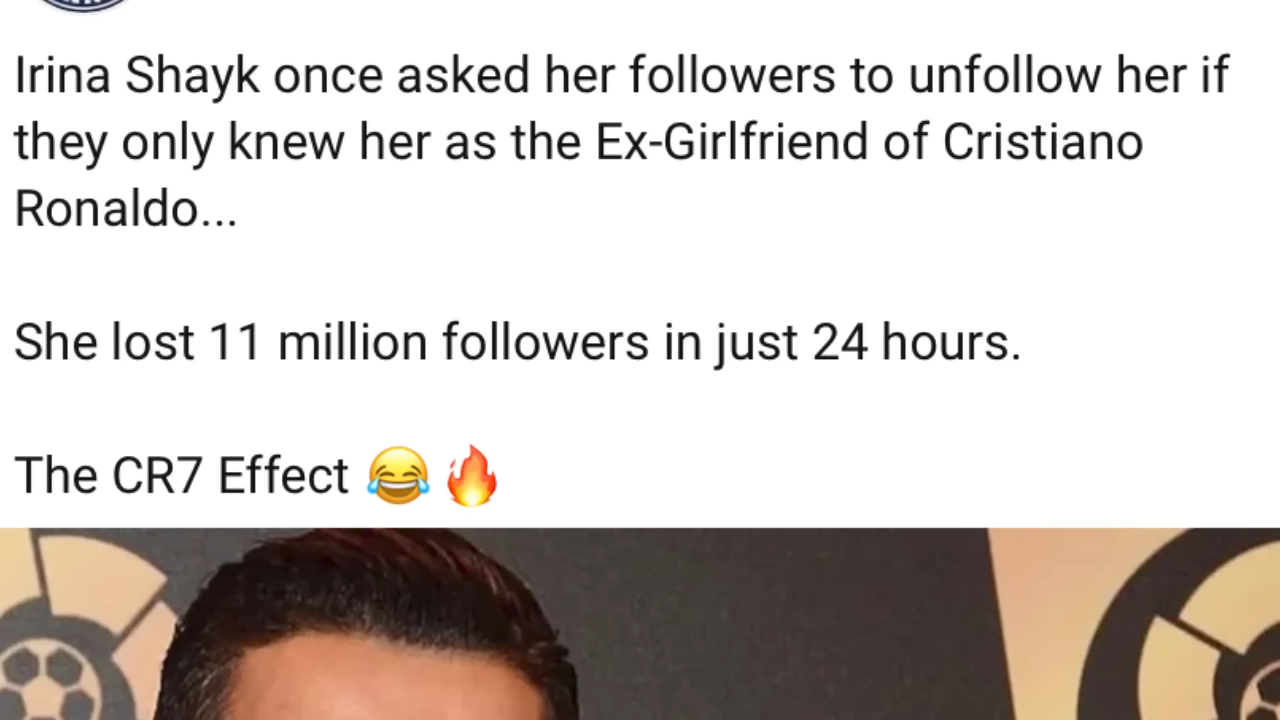 Irina Shayk once asked her followers to unfollow her if
they only knew her as the Ex-Girlfriend of Cristiano
Ronaldo...
She lost 11 million followers in just 24 hours.
The CR7 Effect 😂 🔥